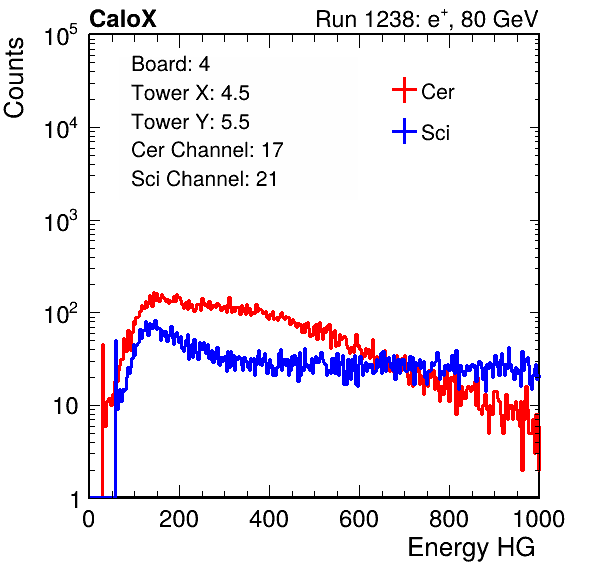 CaloX Run 1238: e⁺, 80 GeV
Counts
Board: 4
Tower X: 4.5
Tower Y: 5.5
Cer Channel: 17
Sci Channel: 21
Cer
Sci
10⁵
10⁴
10³
10²
10
1
0 200 400 600 800 1000
Energy HG